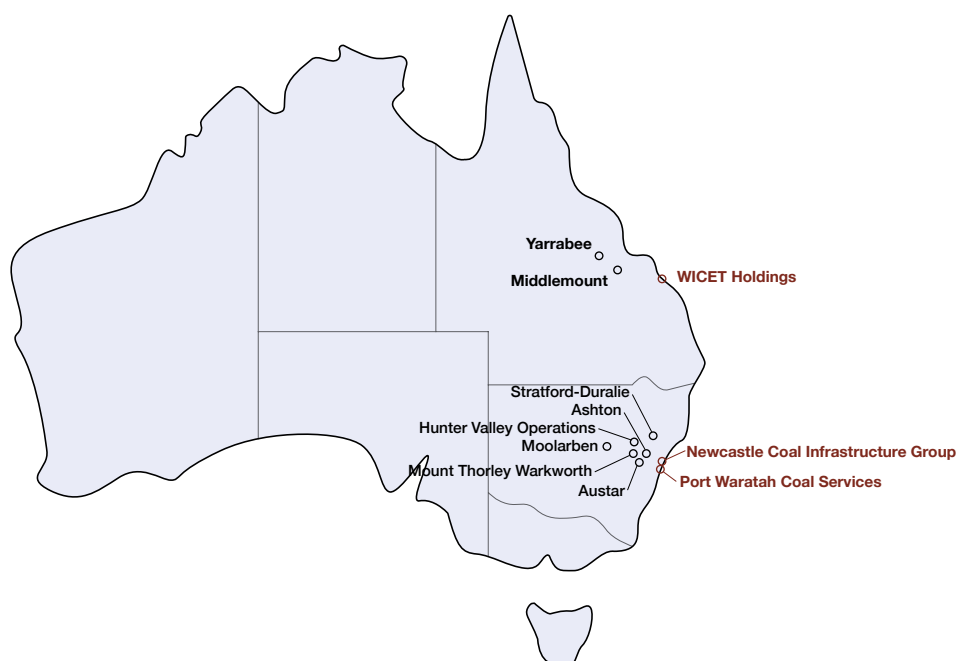 Yarrabee
Middlemount
WICET Holdings
Stratford-Duralie
Ashton
Hunter Valley Operations
Moolarben
Newcastle Coal Infrastructure Group
Mount Thorley Warkworth
Port Waratah Coal Services
Austar